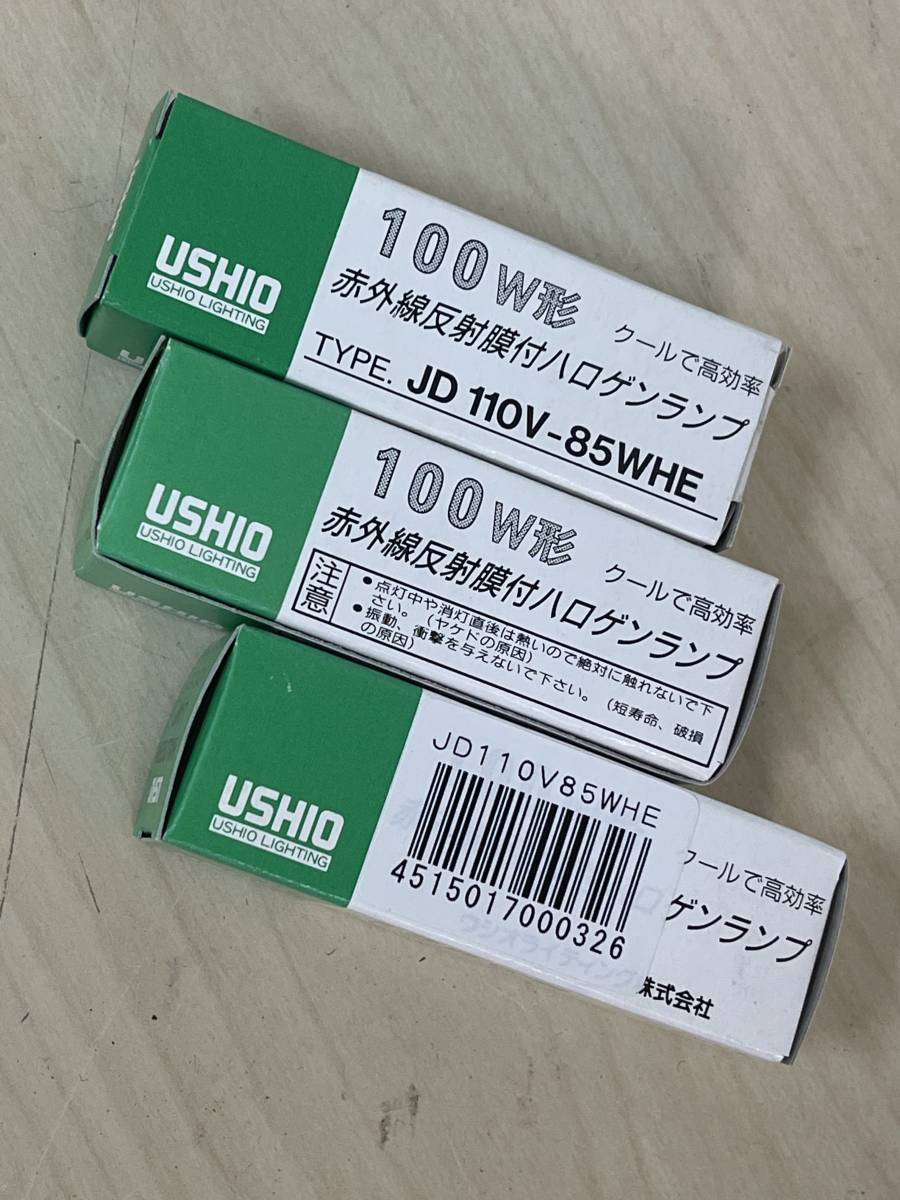 USHIO
USHIO LIGHTING
100W形
赤外線反射膜付ハロゲンランプ
クールで高効率
TYPE. JD 110V-85WHE
USHIO
USHIO LIGHTING
100W形
赤外線反射膜付ハロゲンランプ
クールで高効率
注意
●点灯中や消灯直後は熱いので絶対に触れないで下
さい。(ヤケドの原因)
●振動、衝撃を与えないで下さい。(短寿命、破損
の原因)
USHIO
USHIO LIGHTING
JD110V85WHE
4515017000326
クールで高効率
ロゲンランプ
ウシオライティング株式会社